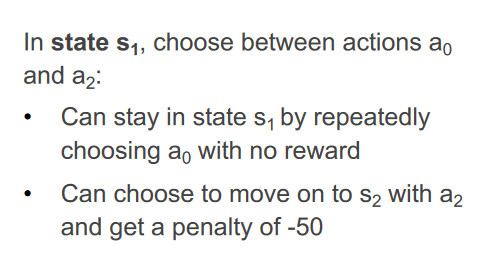 In state s₁, choose between actions a₀
and a₂:
• Can stay in state s₁ by repeatedly
choosing a₀ with no reward
• Can choose to move on to s₂ with a₂
and get a penalty of -50